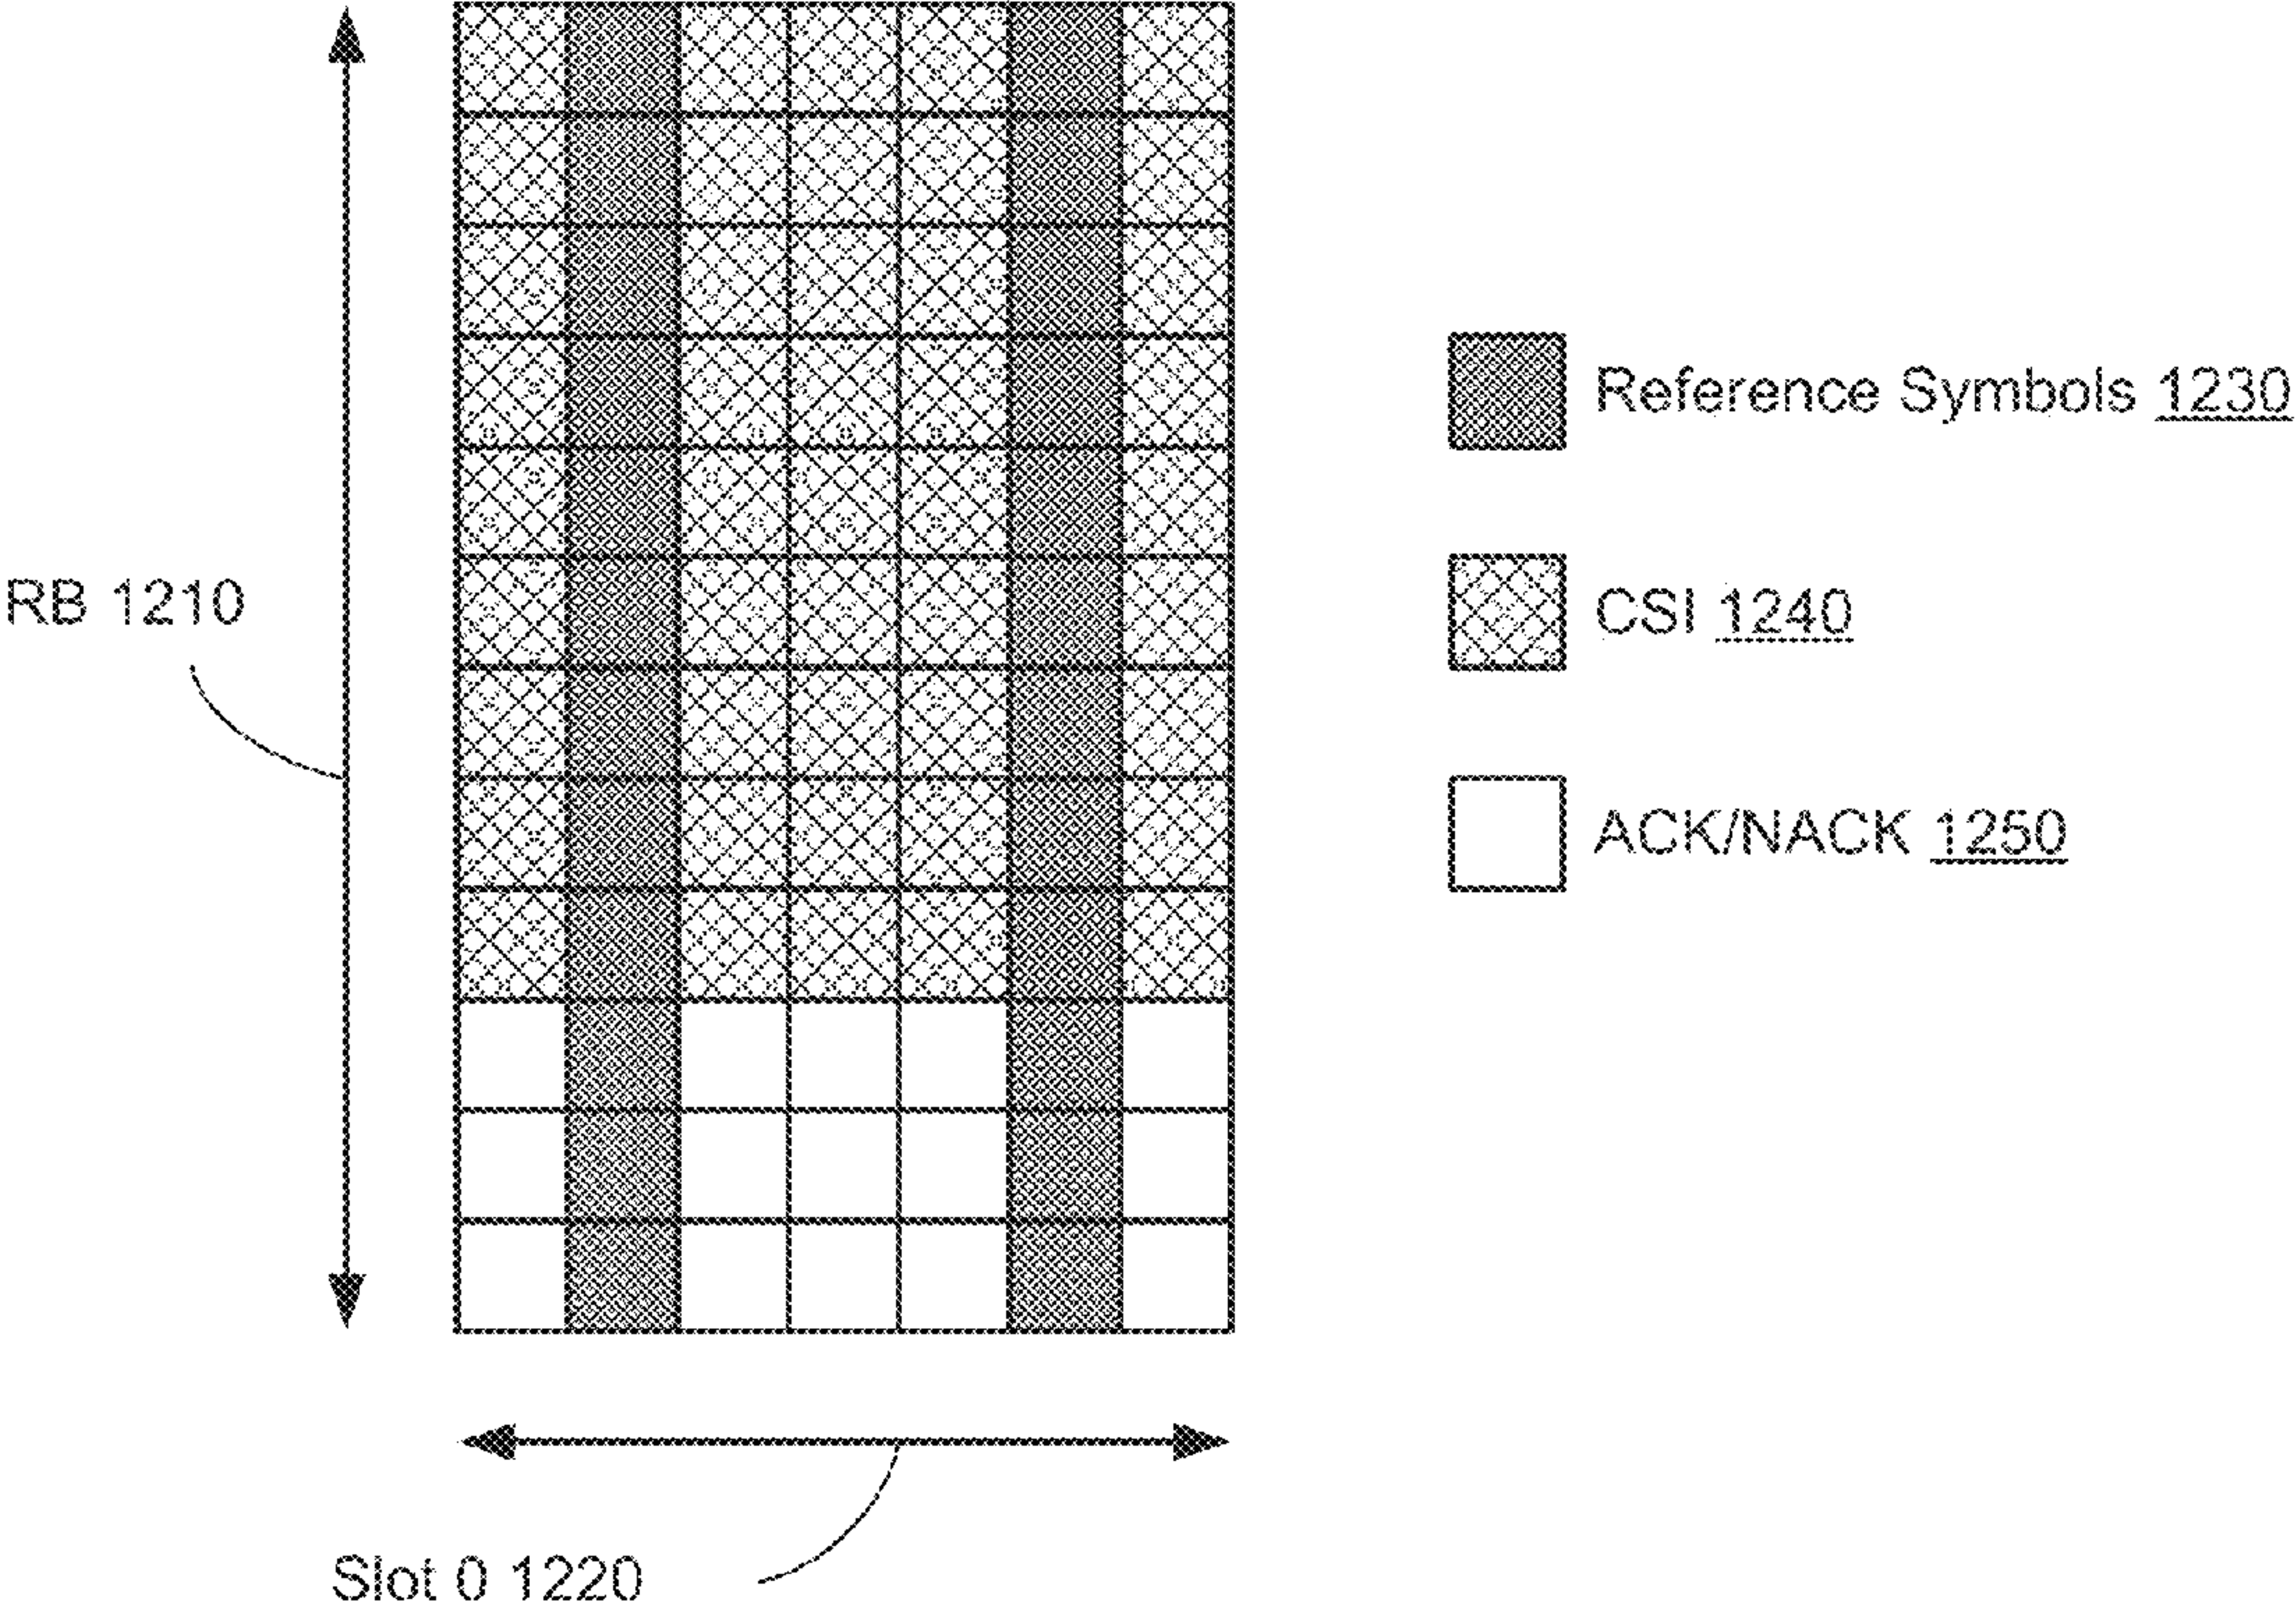 Reference Symbols 1230
RB 1210
CSI 1240
ACK/NACK 1250
Slot 0 1220